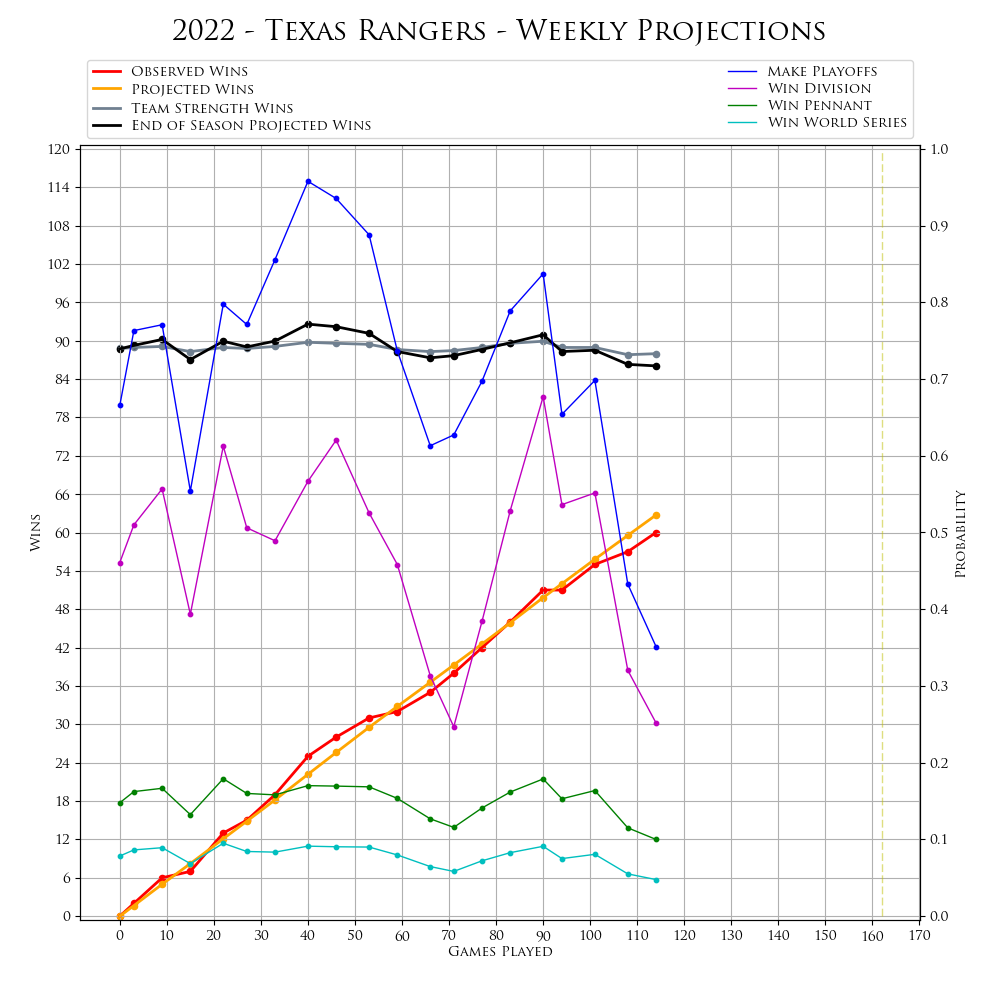 2022 - Texas Rangers - Weekly Projections
Observed Wins
Projected Wins
Team Strength Wins
End of Season Projected Wins
Make Playoffs
Win Division
Win Pennant
Win World Series
120
114
108
102
96
90
84
78
72
66
60
54
48
42
36
30
24
18
12
6
0
Wins
1.0
0.9
0.8
0.7
0.6
0.5
0.4
0.3
0.2
0.1
0.0
Probability
0 10 20 30 40 50 60 70 80 90 100 110 120 130 140 150 160 170
Games Played